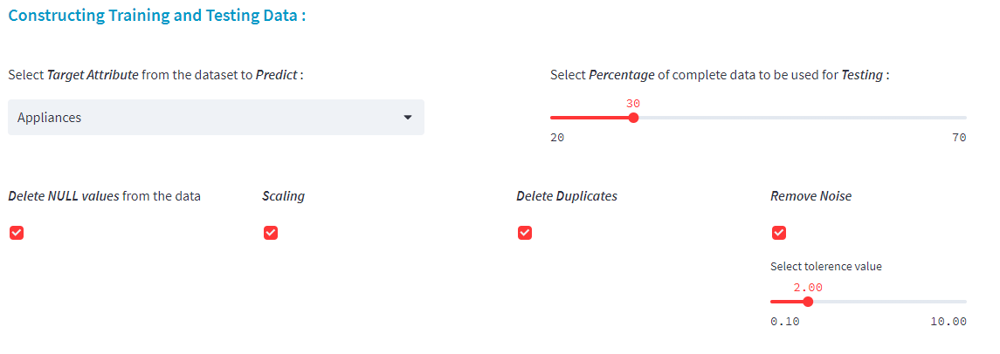 Constructing Training and Testing Data :
Select Target Attribute from the dataset to Predict :
Appliances
Select Percentage of complete data to be used for Testing :
30
20
70
Delete NULL values from the data
Scaling
Delete Duplicates
Remove Noise
Select tolerence value
2.00
0.10
10.00